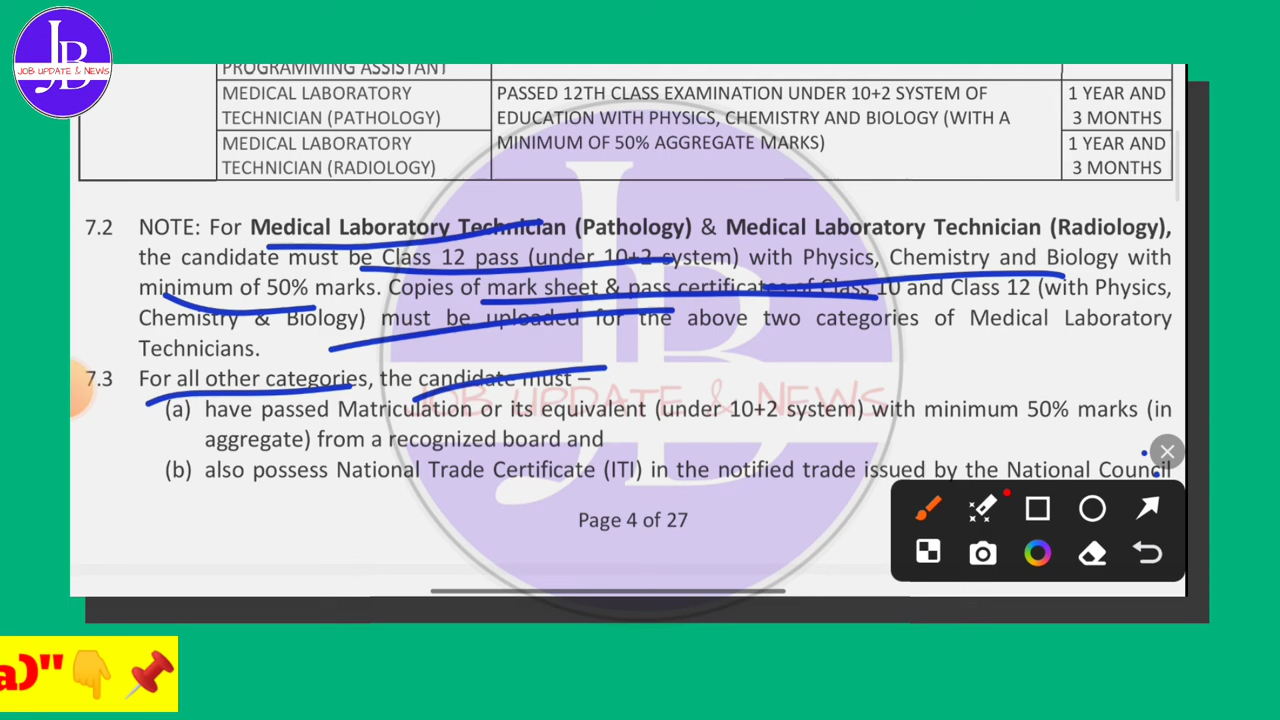 JB
JOB UPDATE & NEWS
PROGRAMMING ASSISTANT
MEDICAL LABORATORY
TECHNICIAN (PATHOLOGY)
PASSED 12TH CLASS EXAMINATION UNDER 10+2 SYSTEM OF
EDUCATION WITH PHYSICS, CHEMISTRY AND BIOLOGY (WITH A
MINIMUM OF 50% AGGREGATE MARKS)
1 YEAR AND
3 MONTHS
MEDICAL LABORATORY
TECHNICIAN (RADIOLOGY)
1 YEAR AND
3 MONTHS
7.2 NOTE: For Medical Laboratory Technician (Pathology) & Medical Laboratory Technician (Radiology),
the candidate must be Class 12 pass (under 10+2 system) with Physics, Chemistry and Biology with
minimum of 50% marks. Copies of mark sheet & pass certificates of Class 10 and Class 12 (with Physics,
Chemistry & Biology) must be uploaded for the above two categories of Medical Laboratory
Technicians.
7.3 For all other categories, the candidate must –
(a) have passed Matriculation or its equivalent (under 10+2 system) with minimum 50% marks (in
aggregate) from a recognized board and
(b) also possess National Trade Certificate (ITI) in the notified trade issued by the National Council
Page 4 of 27
JB
JOB UPDATE & NEWS
a)"👇📌